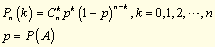 Pₙ(k) = Cₙᵏ pᵏ (1 − p)ⁿ⁻ᵏ, k = 0,1,2,⋯,n
p = P(A)